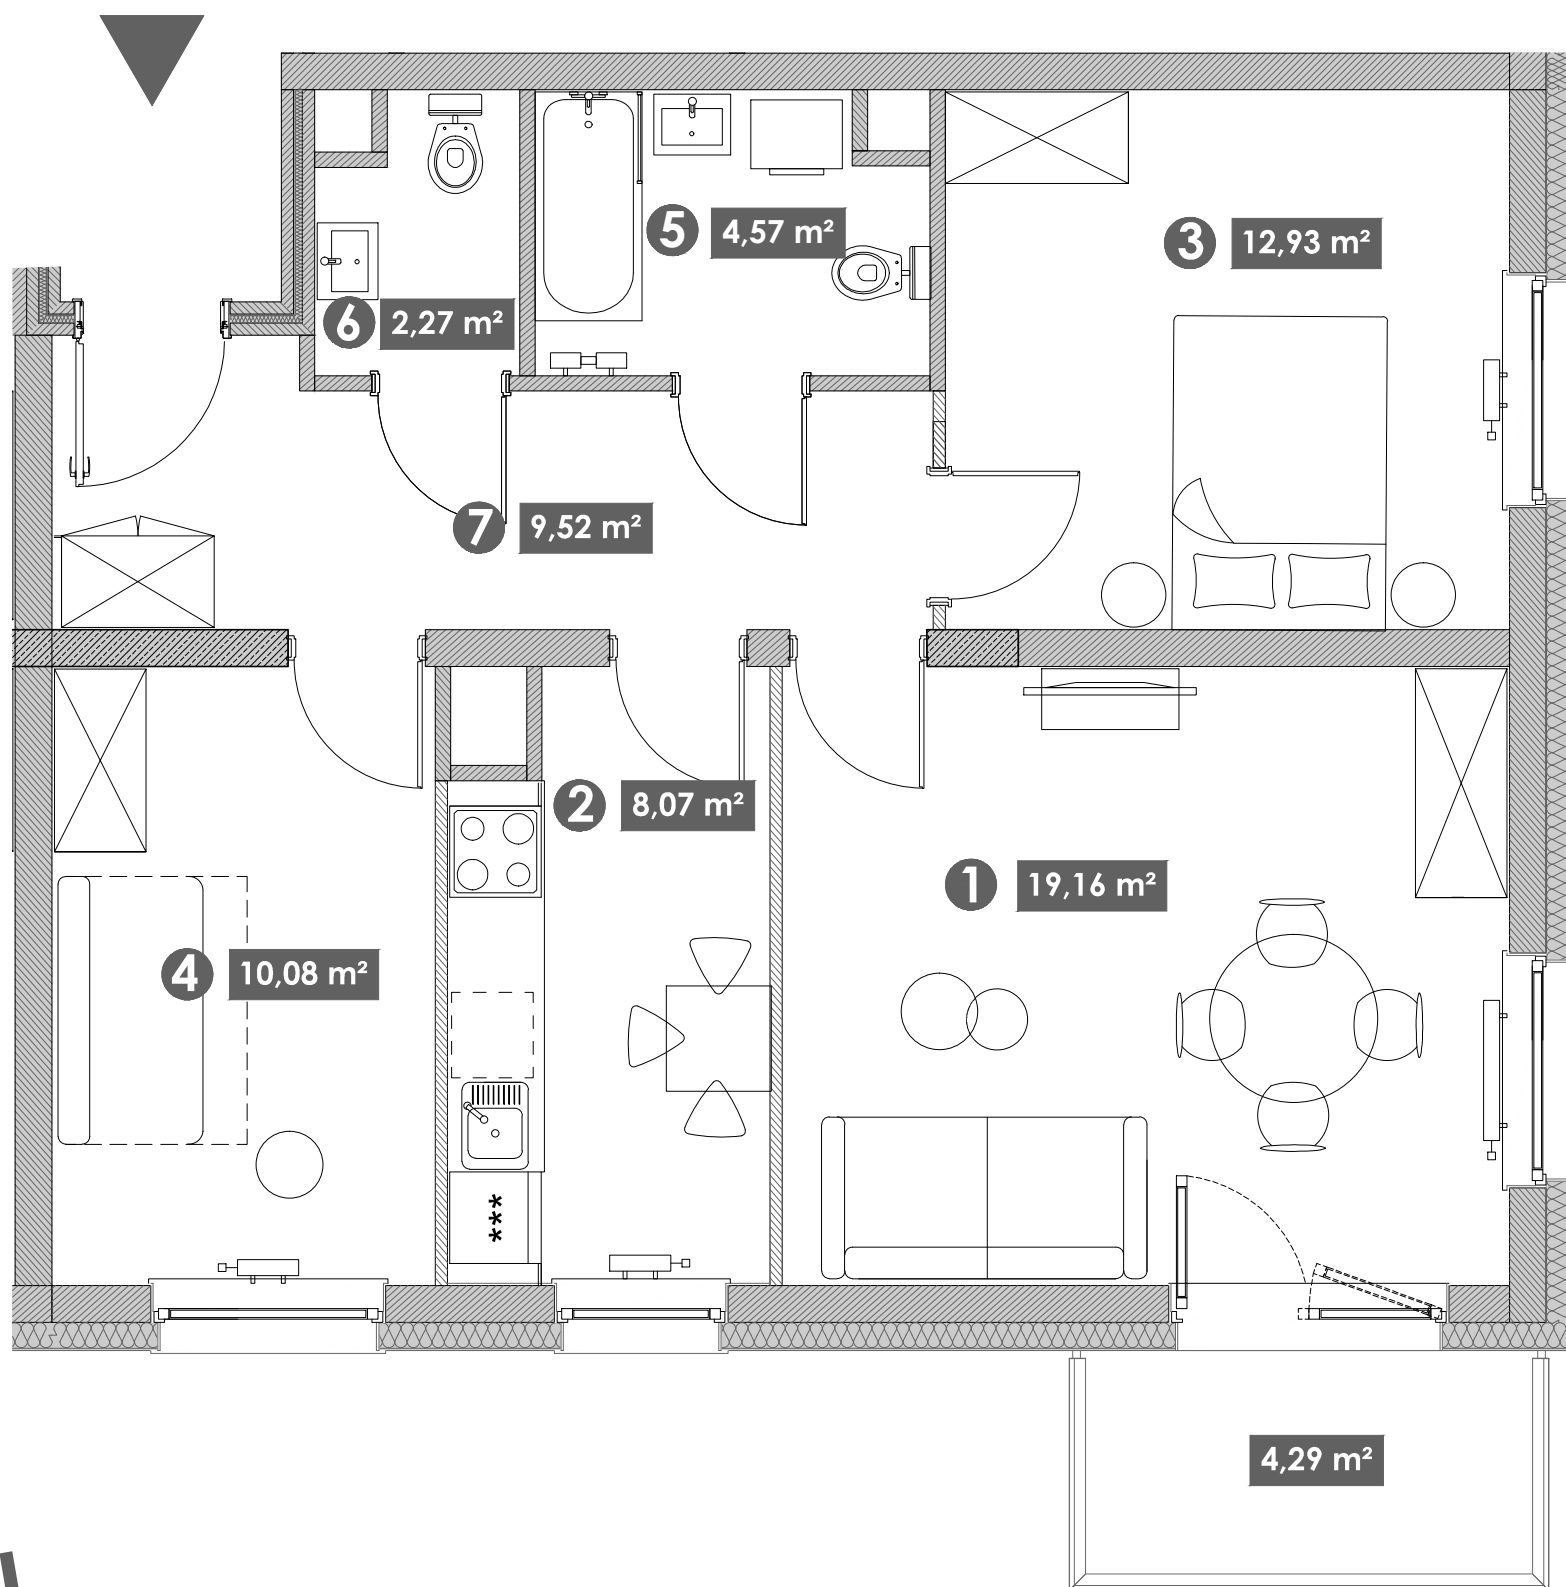 5 4,57 m²
3 12,93 m²
6 2,27 m²
7 9,52 m²
2 8,07 m²
1 19,16 m²
4 10,08 m²
***
4,29 m²